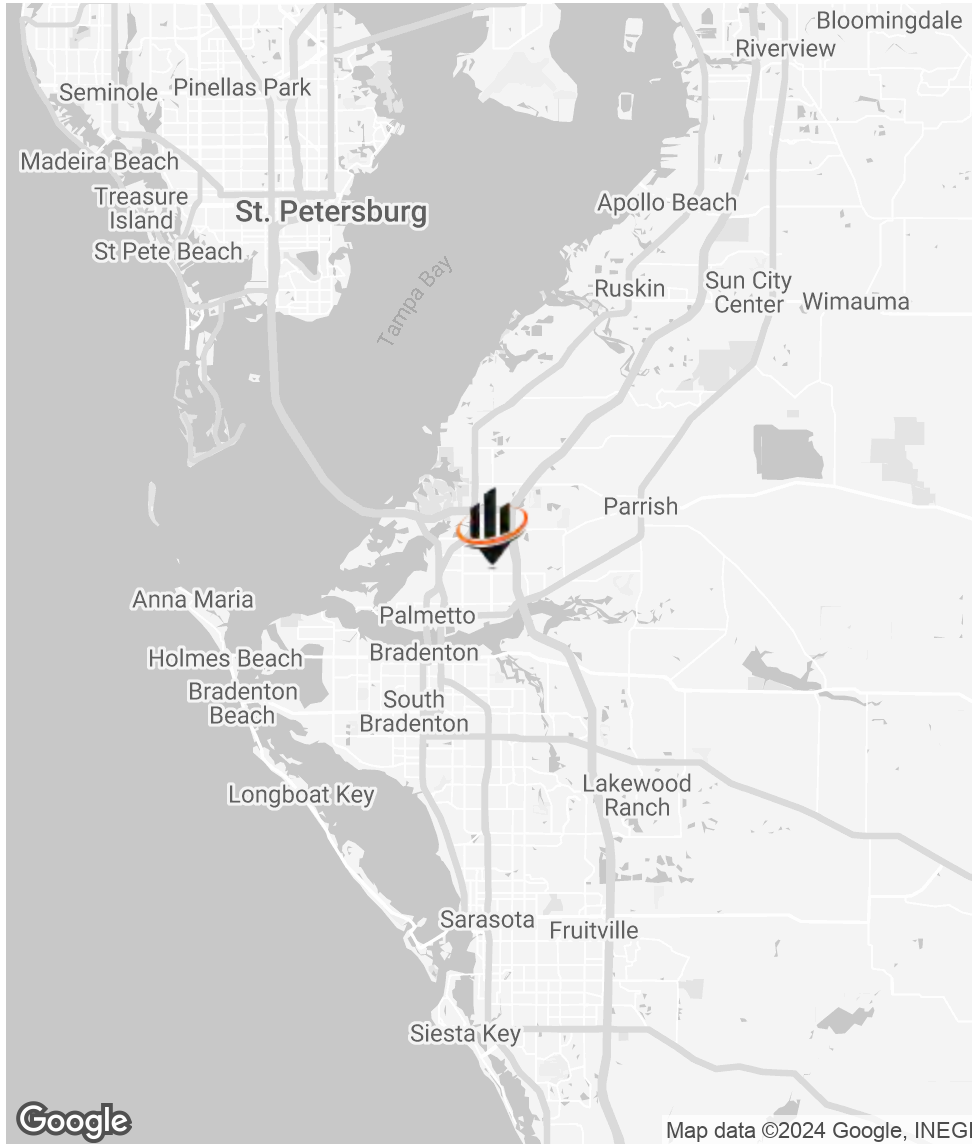 Bloomingdale
Riverview
Seminole
Pinellas Park
Madeira Beach
Treasure
Island
Apollo Beach
St. Petersburg
St Pete Beach
Tampa Bay
Ruskin
Sun City
Center
Wimauma
Parrish
Anna Maria
Palmetto
Holmes Beach
Bradenton
Bradenton
Beach
South
Bradenton
Longboat Key
Lakewood
Ranch
Sarasota
Fruitville
Siesta Key
Google
Map data ©2024 Google, INEGI